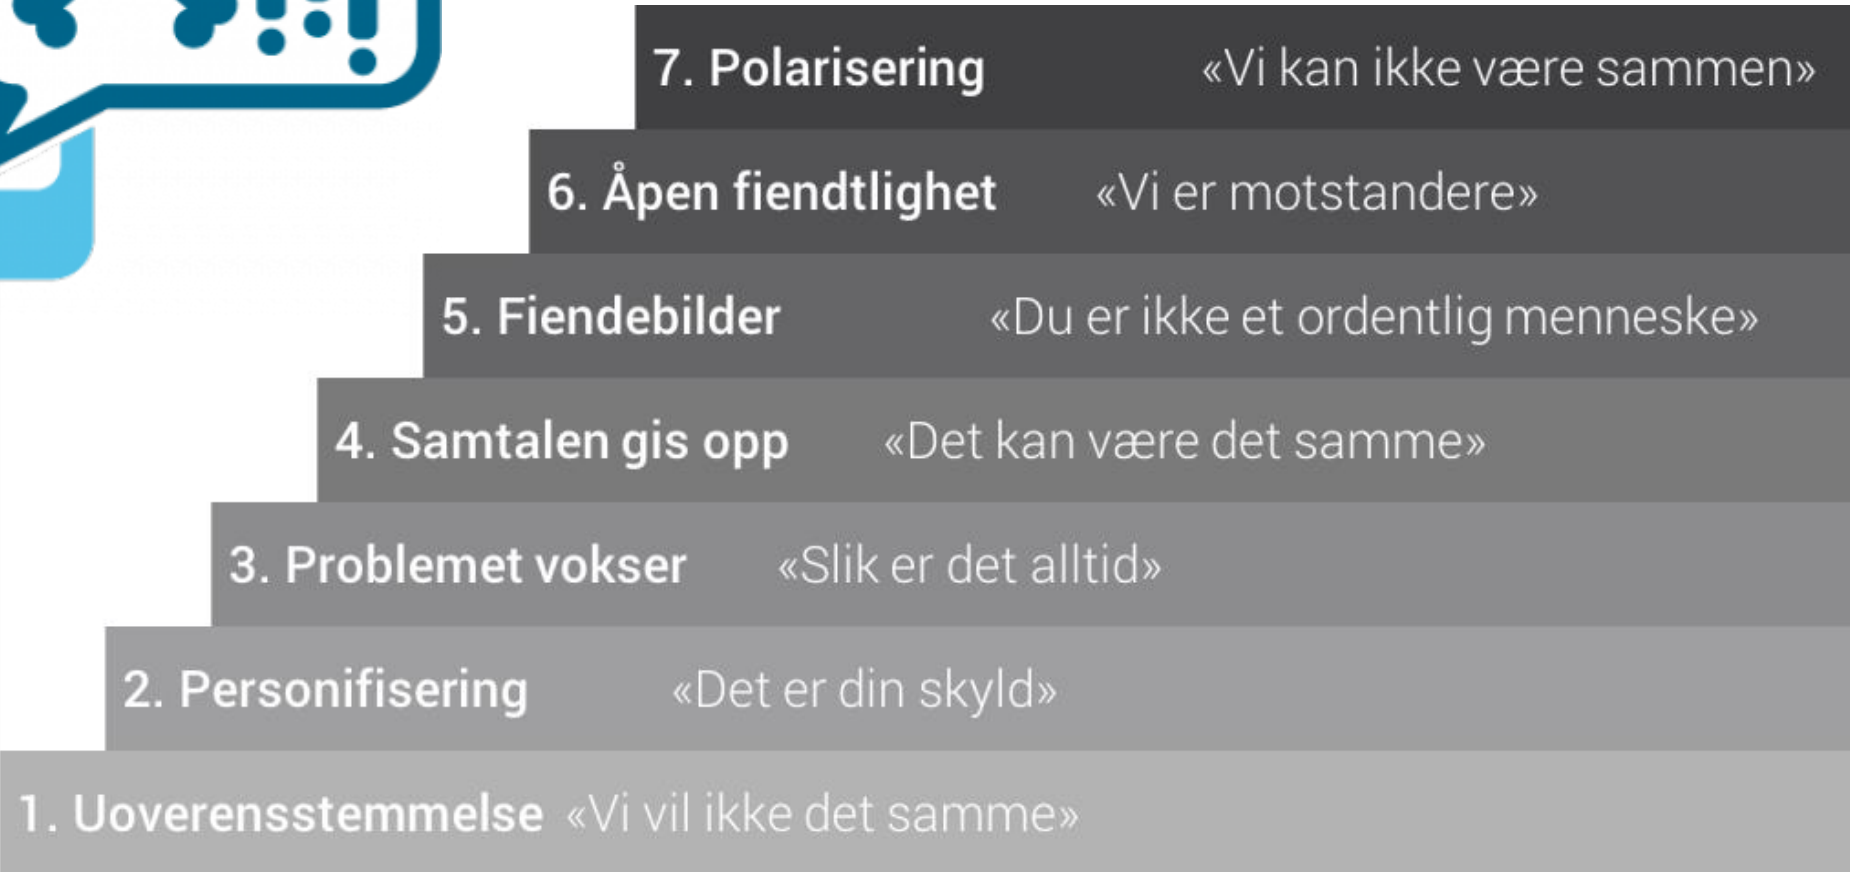 7. Polarisering «Vi kan ikke være sammen»
6. Åpen fiendtlighet «Vi er motstandere»
5. Fiendebilder «Du er ikke et ordentlig menneske»
4. Samtalen gis opp «Det kan være det samme»
3. Problemet vokser «Slik er det alltid»
2. Personifisering «Det er din skyld»
1. Uoverensstemmelse «Vi vil ikke det samme»